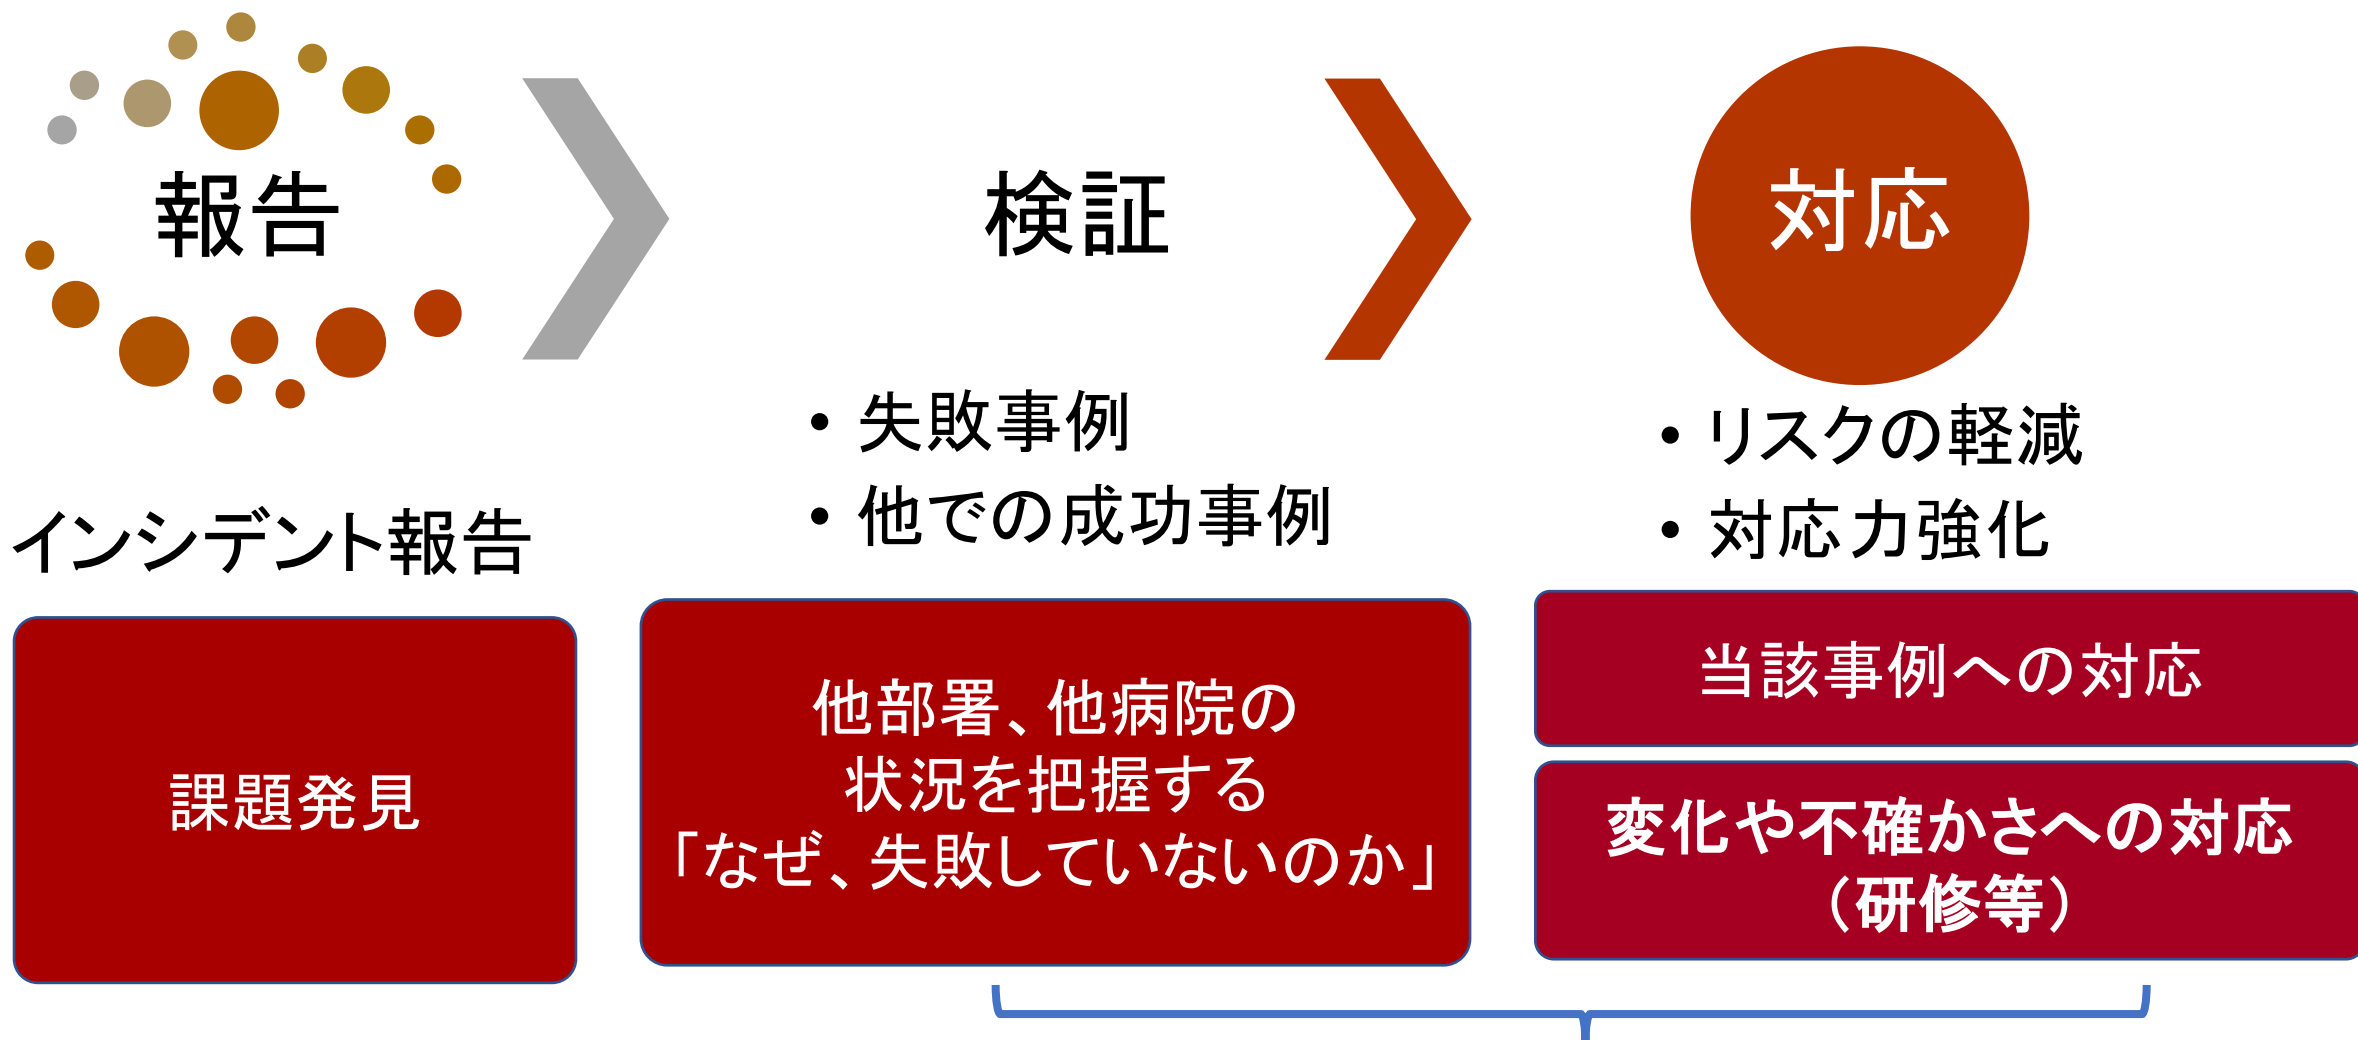 報告
検証
対応
インシデント報告
• 失敗事例
• 他での成功事例
• リスクの軽減
• 対応力強化
課題発見
他部署、他病院の
状況を把握する
「なぜ、失敗していないのか」
当該事例への対応
変化や不確かさへの対応
（研修等）